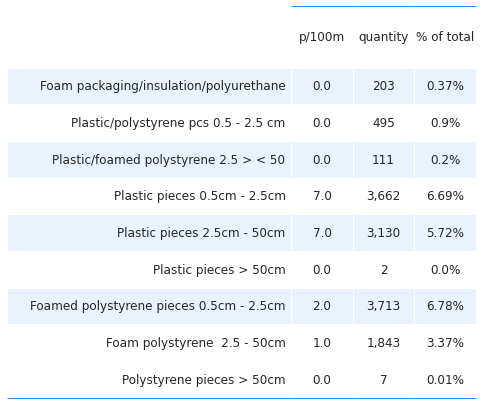 p/100m quantity % of total
Foam packaging/insulation/polyurethane 0.0 203 0.37%
Plastic/polystyrene pcs 0.5 - 2.5 cm 0.0 495 0.9%
Plastic/foamed polystyrene 2.5 > < 50 0.0 111 0.2%
Plastic pieces 0.5cm - 2.5cm 7.0 3,662 6.69%
Plastic pieces 2.5cm - 50cm 7.0 3,130 5.72%
Plastic pieces > 50cm 0.0 2 0.0%
Foamed polystyrene pieces 0.5cm - 2.5cm 2.0 3,713 6.78%
Foam polystyrene  2.5 - 50cm 1.0 1,843 3.37%
Polystyrene pieces > 50cm 0.0 7 0.01%